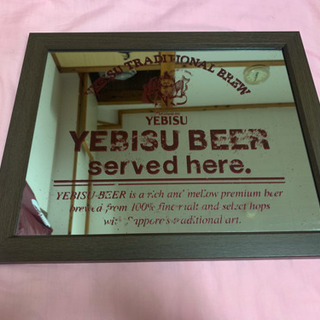 YEBISU TRADITIONAL BREW
YEBISU
YEBISU BEER
served here.
YEBISU BEER is a rich and mellow premium beer
brewed from 100% fine malt and select hops
with Sapporo's traditional art.